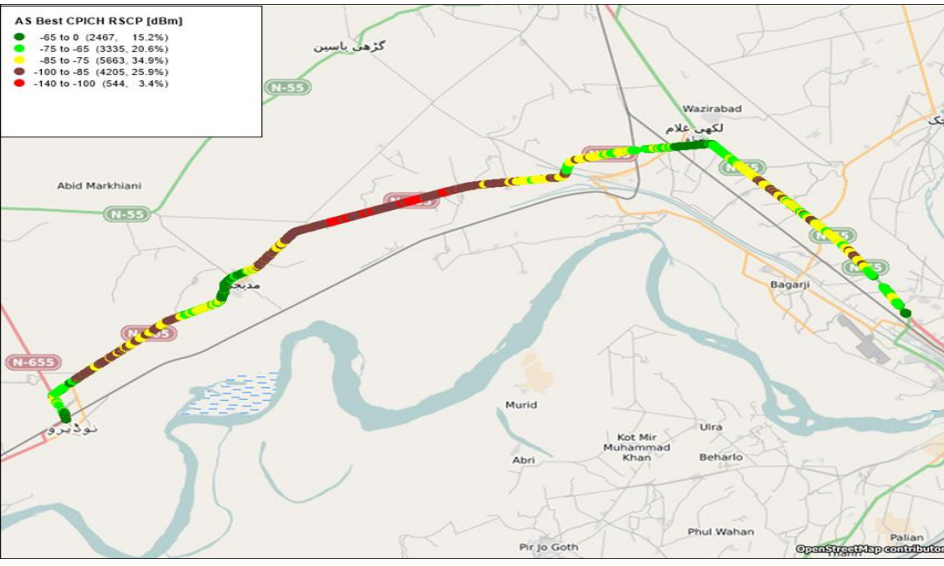 AS Best CPICH RSCP [dBm]
-65 to 0 (2467, 15.2%)
-75 to -65 (3335, 20.6%)
-85 to -75 (5663, 34.9%)
-100 to -85 (4205, 25.9%)
-140 to -100 (544, 3.4%)
گڑھی یاسین
N-55
Wazirabad
لکھی غلام
Abid Markhiani
N-55
Bagarji
N-655
نوڈیرو
Murid
Ulra
Kot Mir
Muhammad
Khan
Beharlo
Abri
Phul Wahan
Palian
Pir Jo Goth
OpenStreetMap contributor